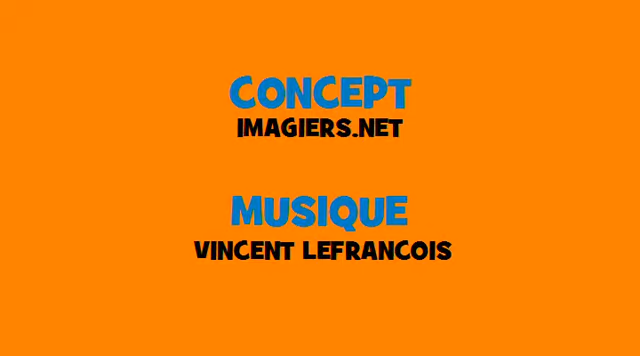 CONCEPT
IMAGIERS.NET
MUSIQUE
VINCENT LEFRANCOIS